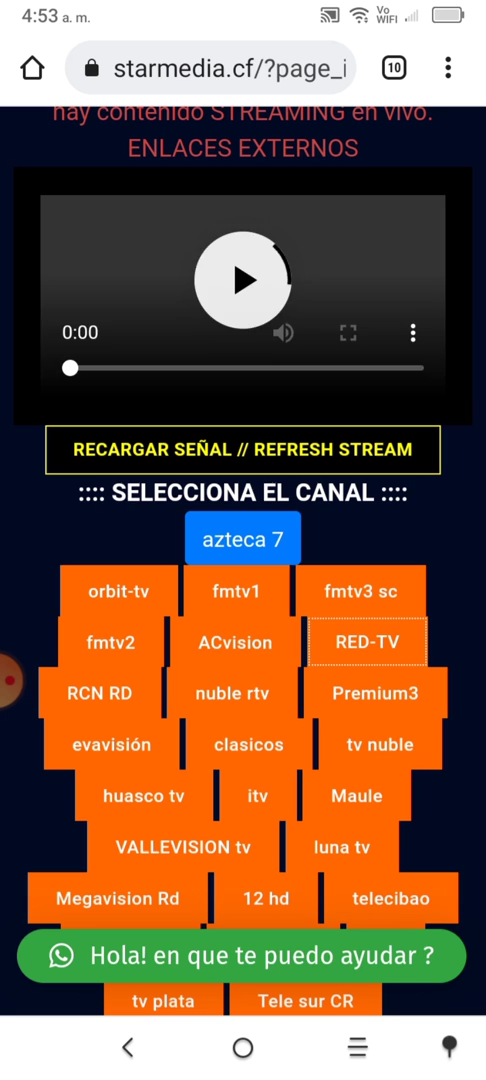 4:53 a. m.
Vo
WIFI
starmedia.cf/?page_i
10
hay contenido STREAMING en vivo.
ENLACES EXTERNOS
0:00
RECARGAR SEÑAL // REFRESH STREAM
:::: SELECCIONA EL CANAL ::::
azteca 7
orbit-tv fmtv1 fmtv3 sc
fmtv2 ACvision RED-TV
RCN RD nuble rtv Premium3
evavisión clasicos tv nuble
huasco tv itv Maule
VALLEVISION tv luna tv
Megavision Rd 12 hd telecibao
Hola! en que te puedo ayudar ?
tv plata Tele sur CR